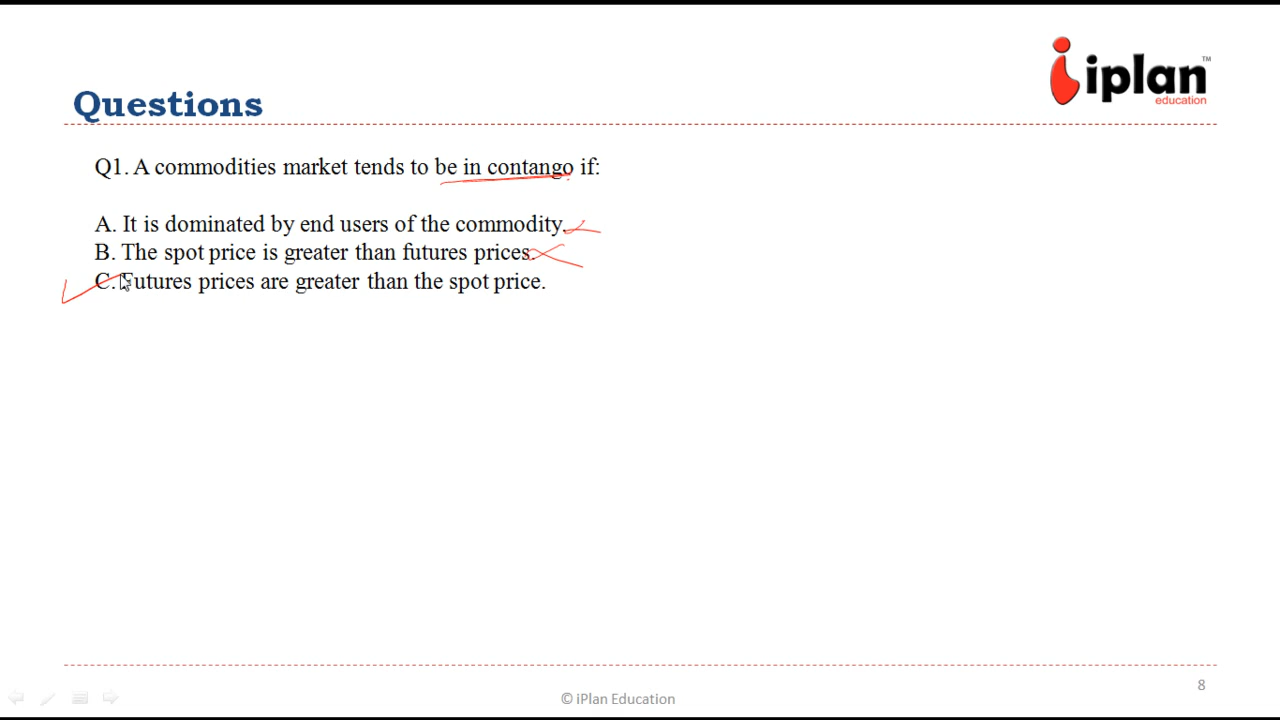 iplan
TM
education
Questions
Q1. A commodities market tends to be in contango if:
A. It is dominated by end users of the commodity.
B. The spot price is greater than futures prices.
C. Futures prices are greater than the spot price.
© iPlan Education
8